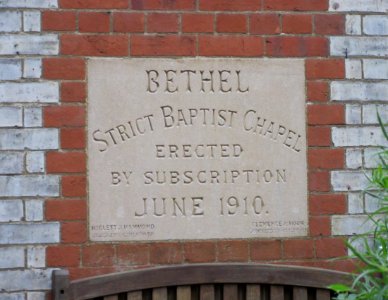 BETHEL
STRICT BAPTIST CHAPEL
ERECTED
BY SUBSCRIPTION
JUNE 1910.